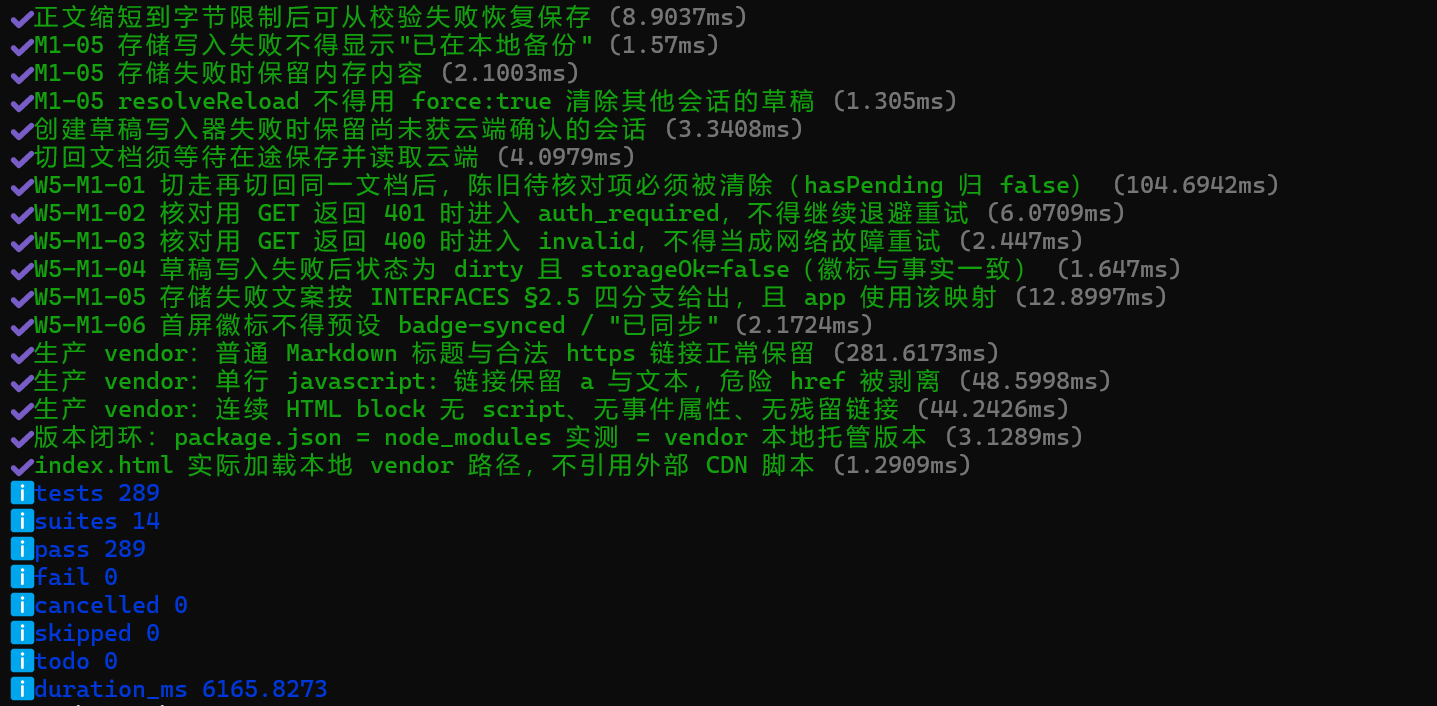 ✔正文缩短到字节限制后可从校验失败恢复保存 (8.9037ms)
✔M1-05 存储写入失败不得显示"已在本地备份" (1.57ms)
✔M1-05 存储失败时保留内存内容 (2.1003ms)
✔M1-05 resolveReload 不得用 force:true 清除其他会话的草稿 (1.305ms)
✔创建草稿写入器失败时保留尚未获云端确认的会话 (3.3408ms)
✔切回文档须等待在途保存并读取云端 (4.0979ms)
✔W5-M1-01 切走再切回同一文档后，陈旧待核对项必须被清除（hasPending 归 false） (104.6942ms)
✔W5-M1-02 核对用 GET 返回 401 时进入 auth_required，不得继续退避重试 (6.0709ms)
✔W5-M1-03 核对用 GET 返回 400 时进入 invalid，不得当成网络故障重试 (2.447ms)
✔W5-M1-04 草稿写入失败后状态为 dirty 且 storageOk=false（徽标与事实一致） (1.647ms)
✔W5-M1-05 存储失败文案按 INTERFACES §2.5 四分支给出，且 app 使用该映射 (12.8997ms)
✔W5-M1-06 首屏徽标不得预设 badge-synced / "已同步" (2.1724ms)
✔生产 vendor：普通 Markdown 标题与合法 https 链接正常保留 (281.6173ms)
✔生产 vendor：单行 javascript: 链接保留 a 与文本，危险 href 被剥离 (48.5998ms)
✔生产 vendor：连续 HTML block 无 script、无事件属性、无残留链接 (44.2426ms)
✔版本闭环：package.json = node_modules 实测 = vendor 本地托管版本 (3.1289ms)
✔index.html 实际加载本地 vendor 路径，不引用外部 CDN 脚本 (1.2909ms)
ℹtests 289
ℹsuites 14
ℹpass 289
ℹfail 0
ℹcancelled 0
ℹskipped 0
ℹtodo 0
ℹduration_ms 6165.8273